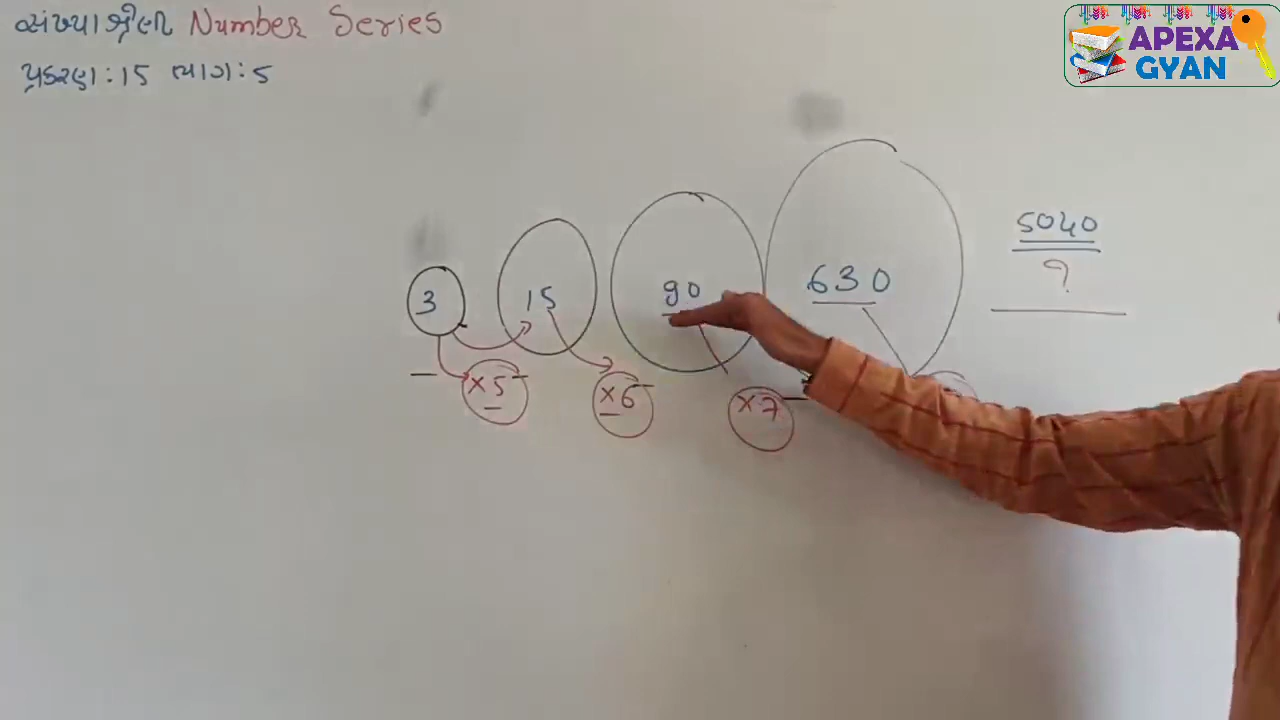 સંખ્યાશ્રેણી Number Series
પ્રકરણ : 15 ભાગ : 5
APEXA
GYAN
3 15 90 630 5040
?
×5 ×6 ×7